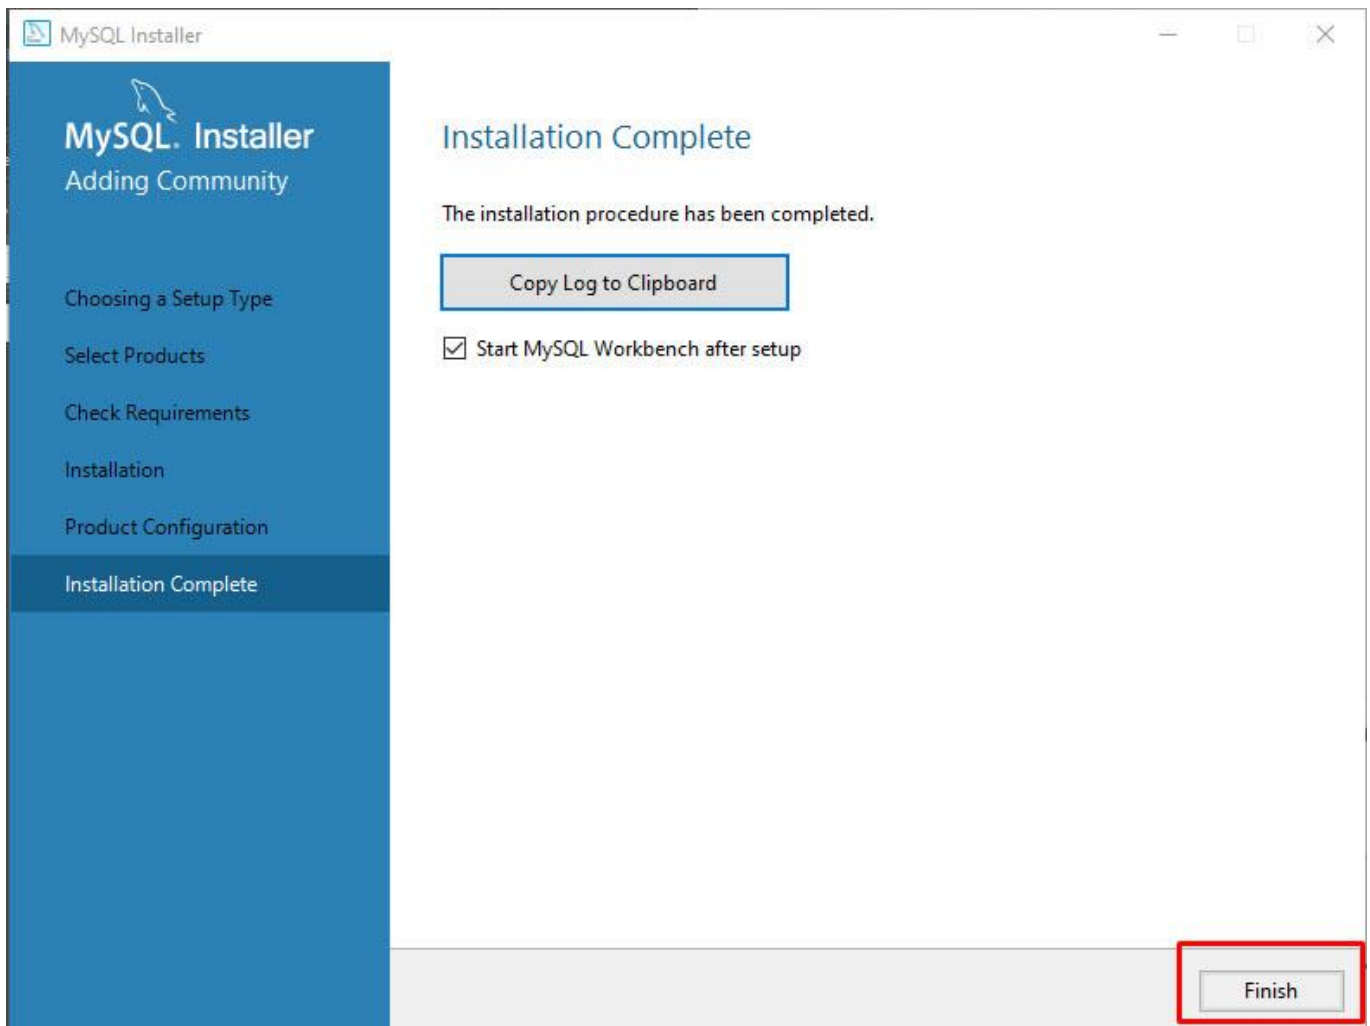 MySQL Installer
MySQL. Installer
Adding Community
Choosing a Setup Type
Select Products
Check Requirements
Installation
Product Configuration
Installation Complete
Installation Complete
The installation procedure has been completed.
Copy Log to Clipboard
Start MySQL Workbench after setup
Finish